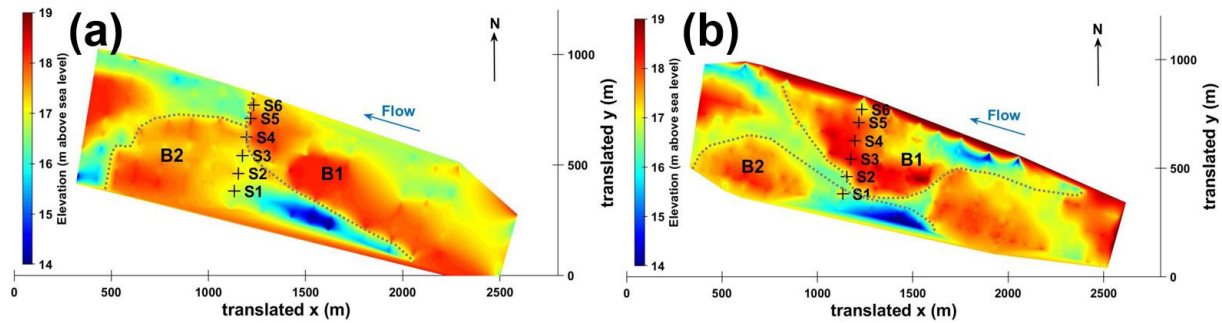 (a)
N
Flow
S6
S5
S4
S3
S2
S1
B1
B2
19
18
17
16
15
14
Elevation (m above sea level)
1000
500
0
translated y (m)
0 500 1000 1500 2000 2500
translated x (m)
(b)
N
Flow
S6
S5
S4
S3
S2
S1
B1
B2
19
18
17
16
15
14
Elevation (m above sea level)
1000
500
0
translated y (m)
0 500 1000 1500 2000 2500
translated x (m)